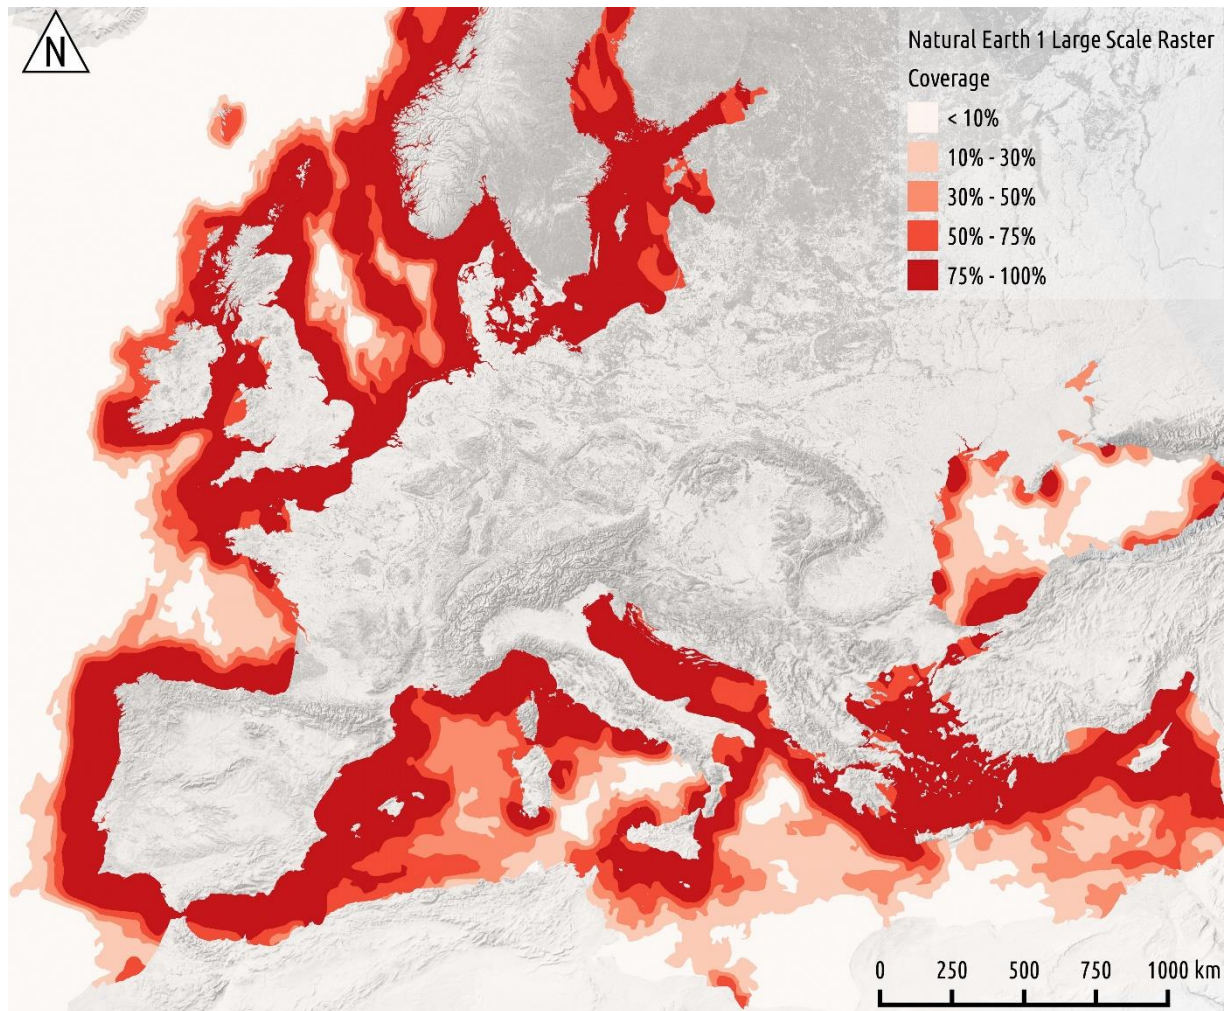 N
Natural Earth 1 Large Scale Raster
Coverage
< 10%
10% - 30%
30% - 50%
50% - 75%
75% - 100%
0 250 500 750 1000 km